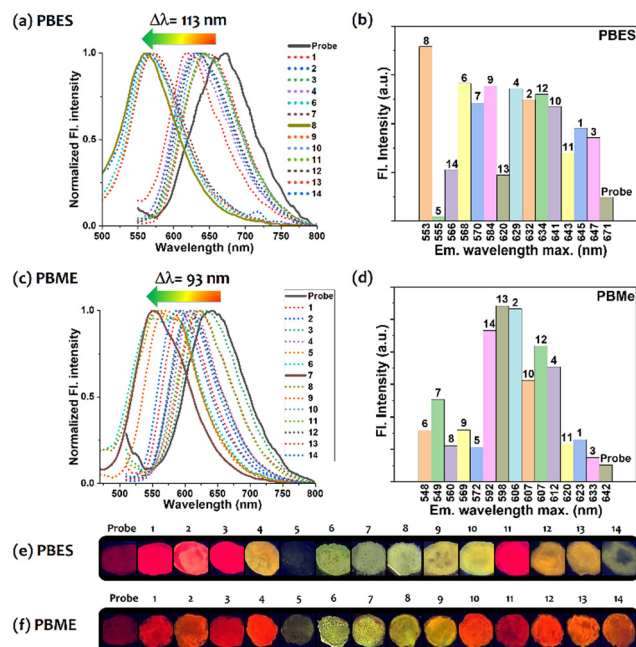 (a) PBES
Δλ= 113 nm
Normalized Fl. intensity
1.0
0.5
0.0
500 550 600 650 700 750 800
Wavelength (nm)
Probe
1
2
3
4
6
7
8
9
10
11
12
13
14
(b)
PBES
Fl. Intensity (a.u.)
8
5
14
6
7
9
13
4
2
12
10
11
1
3
Probe
553 555 566 568 570 584 620 629 632 634 641 643 645 647 671
Em. wavelength max. (nm)
(c) PBME
Δλ= 93 nm
Normalized Fl. intensity
1.0
0.5
0.0
500 550 600 650 700 750 800
Wavelength (nm)
Probe
1
2
3
4
5
6
7
8
9
10
11
12
13
14
(d)
PBMe
Fl. Intensity (a.u.)
6
7
8
9
5
14
13
2
10
12
4
11
1
3
Probe
548 549 560 569 572 592 598 606 607 607 612 620 623 633 642
Em. wavelength max. (nm)
Probe 1 2 3 4 5 6 7 8 9 10 11 12 13 14
(e) PBES
Probe 1 2 3 4 5 6 7 8 9 10 11 12 13 14
(f) PBME